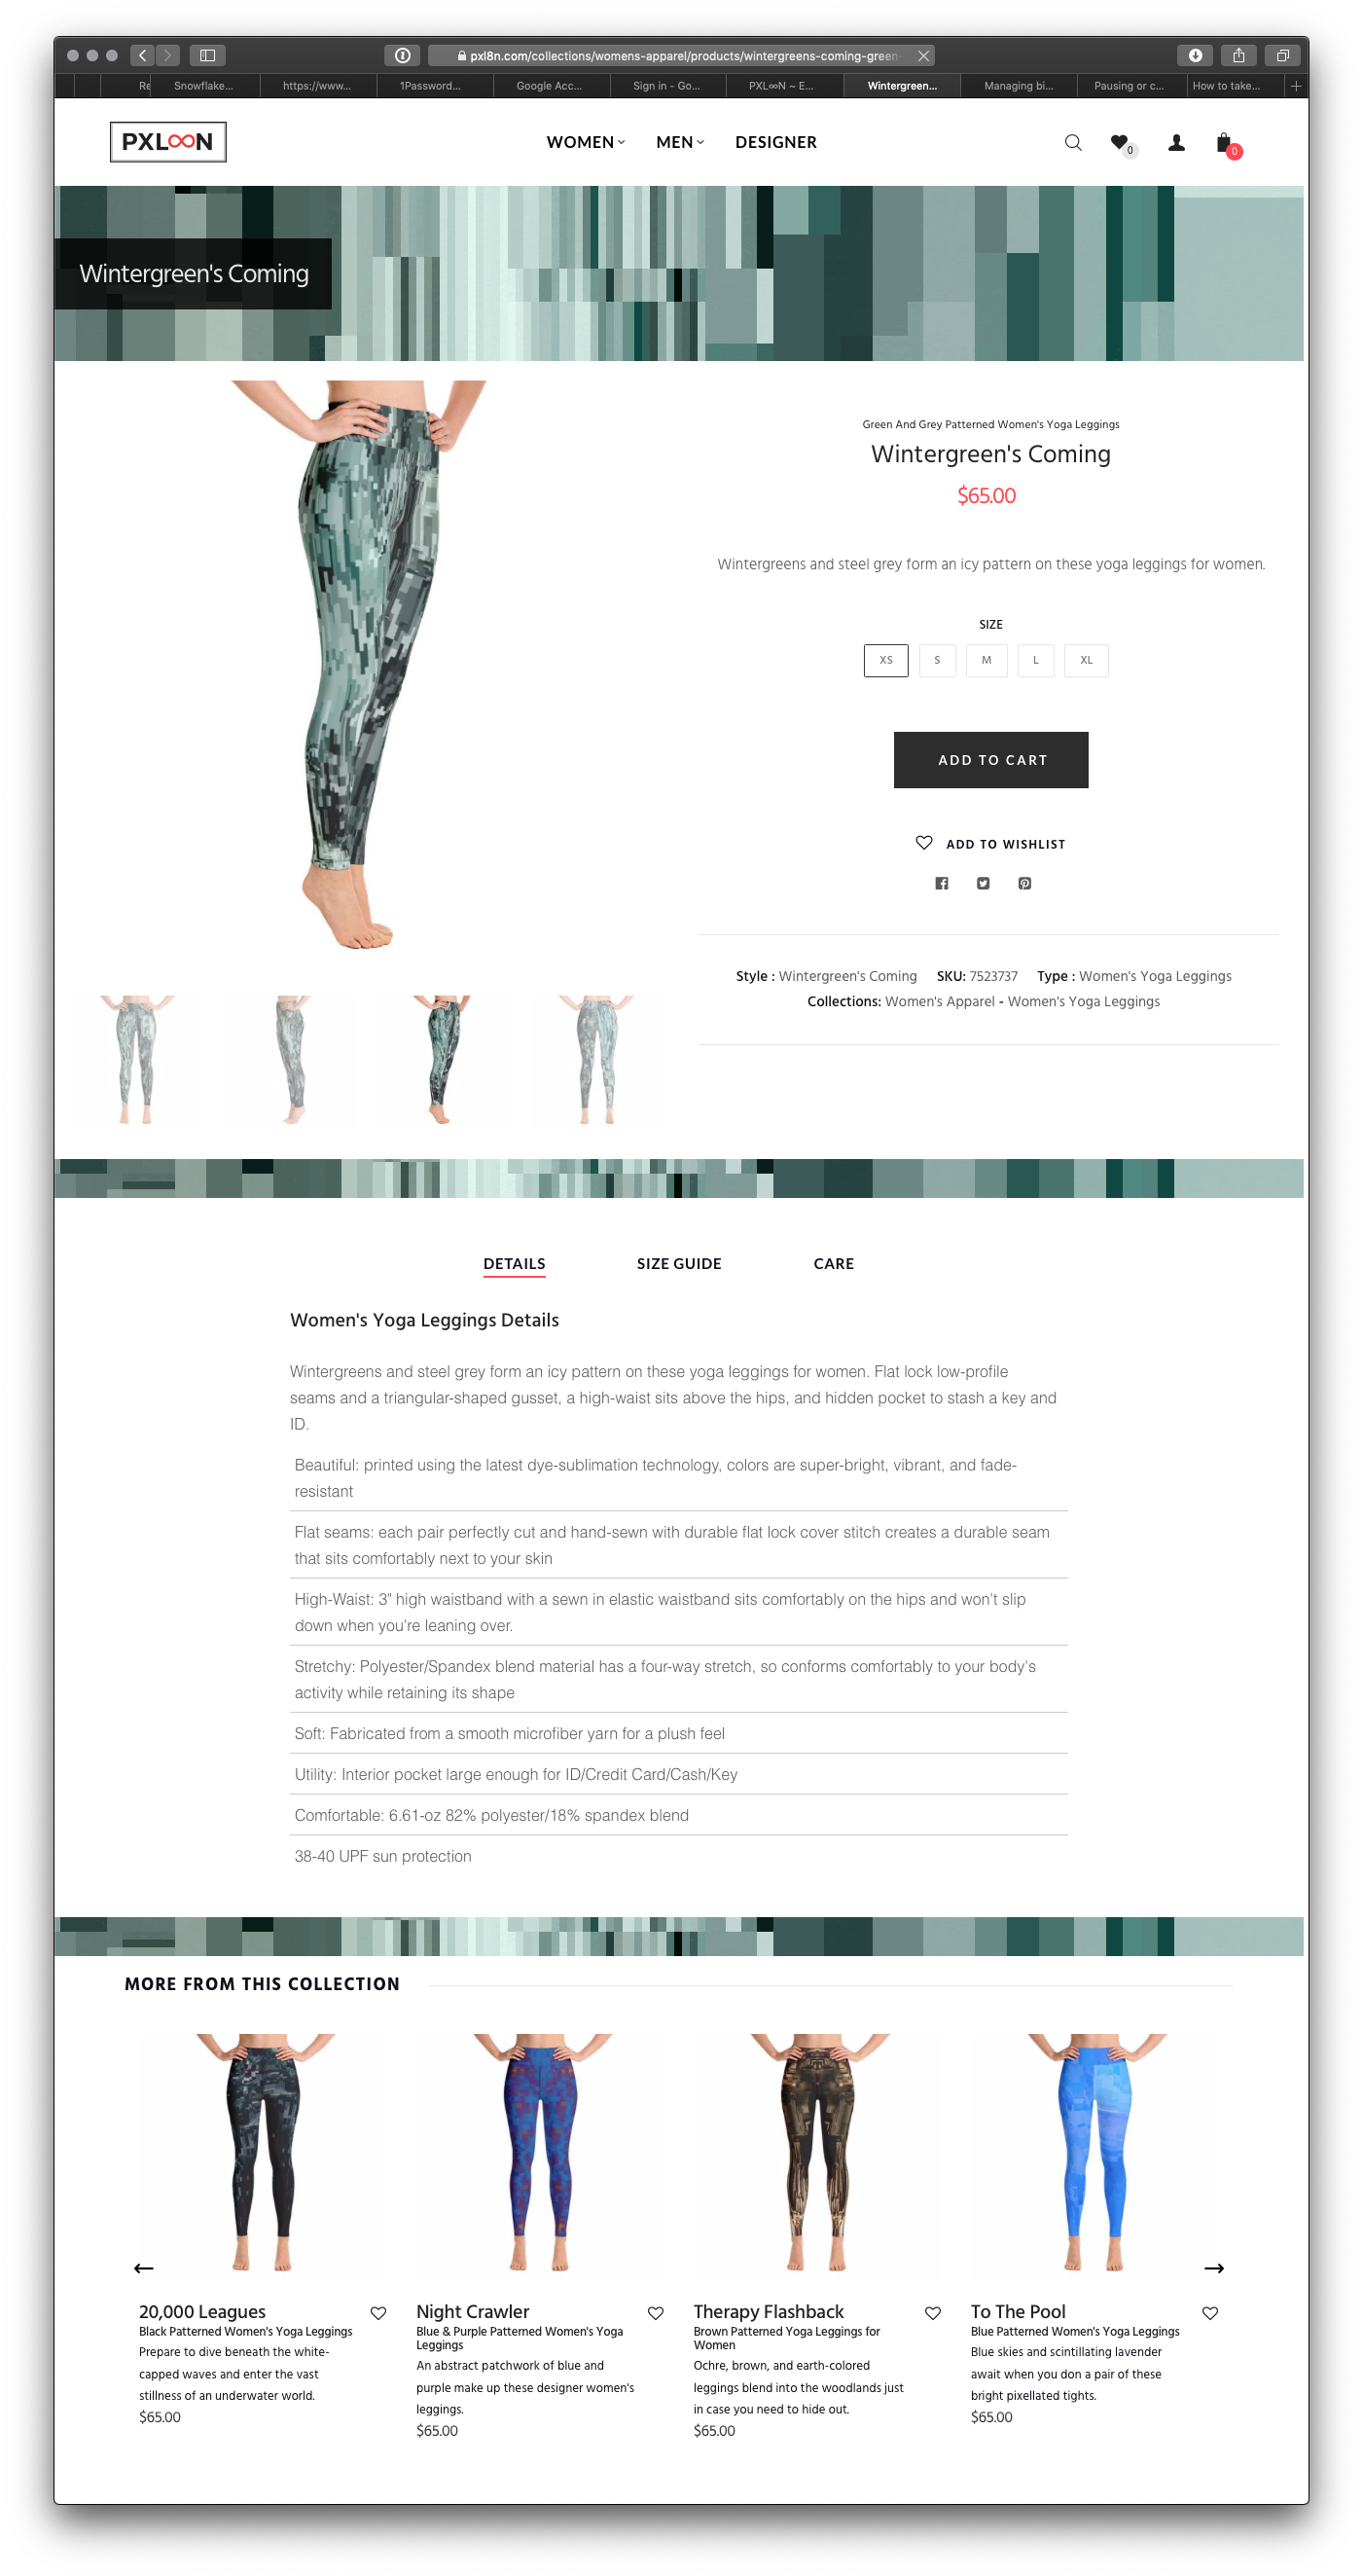 pxl8n.com/collections/womens-apparel/products/wintergreens-coming-green-
Re
Snowflake...
https://www...
1Password...
Google Acc...
Sign in - Go...
PXL∞N ~ E...
Wintergreen...
Managing bi...
Pausing or c...
How to take...
PXL∞N
WOMEN
MEN
DESIGNER
0
0
Wintergreen's Coming
Green And Grey Patterned Women's Yoga Leggings
Wintergreen's Coming
$65.00
Wintergreens and steel grey form an icy pattern on these yoga leggings for women.
SIZE
XS S M L XL
ADD TO CART
ADD TO WISHLIST
Style : Wintergreen's Coming SKU: 7523737 Type : Women's Yoga Leggings
Collections: Women's Apparel - Women's Yoga Leggings
DETAILS
SIZE GUIDE
CARE
Women's Yoga Leggings Details
Wintergreens and steel grey form an icy pattern on these yoga leggings for women. Flat lock low-profile
seams and a triangular-shaped gusset, a high-waist sits above the hips, and hidden pocket to stash a key and
ID.
Beautiful: printed using the latest dye-sublimation technology, colors are super-bright, vibrant, and fade-
resistant
Flat seams: each pair perfectly cut and hand-sewn with durable flat lock cover stitch creates a durable seam
that sits comfortably next to your skin
High-Waist: 3" high waistband with a sewn in elastic waistband sits comfortably on the hips and won't slip
down when you're leaning over.
Stretchy: Polyester/Spandex blend material has a four-way stretch, so conforms comfortably to your body's
activity while retaining its shape
Soft: Fabricated from a smooth microfiber yarn for a plush feel
Utility: Interior pocket large enough for ID/Credit Card/Cash/Key
Comfortable: 6.61-oz 82% polyester/18% spandex blend
38-40 UPF sun protection
MORE FROM THIS COLLECTION
20,000 Leagues
Black Patterned Women's Yoga Leggings
Prepare to dive beneath the white-
capped waves and enter the vast
stillness of an underwater world.
$65.00
Night Crawler
Blue & Purple Patterned Women's Yoga
Leggings
An abstract patchwork of blue and
purple make up these designer women's
leggings.
$65.00
Therapy Flashback
Brown Patterned Yoga Leggings for
Women
Ochre, brown, and earth-colored
leggings blend into the woodlands just
in case you need to hide out.
$65.00
To The Pool
Blue Patterned Women's Yoga Leggings
Blue skies and scintillating lavender
await when you don a pair of these
bright pixellated tights.
$65.00